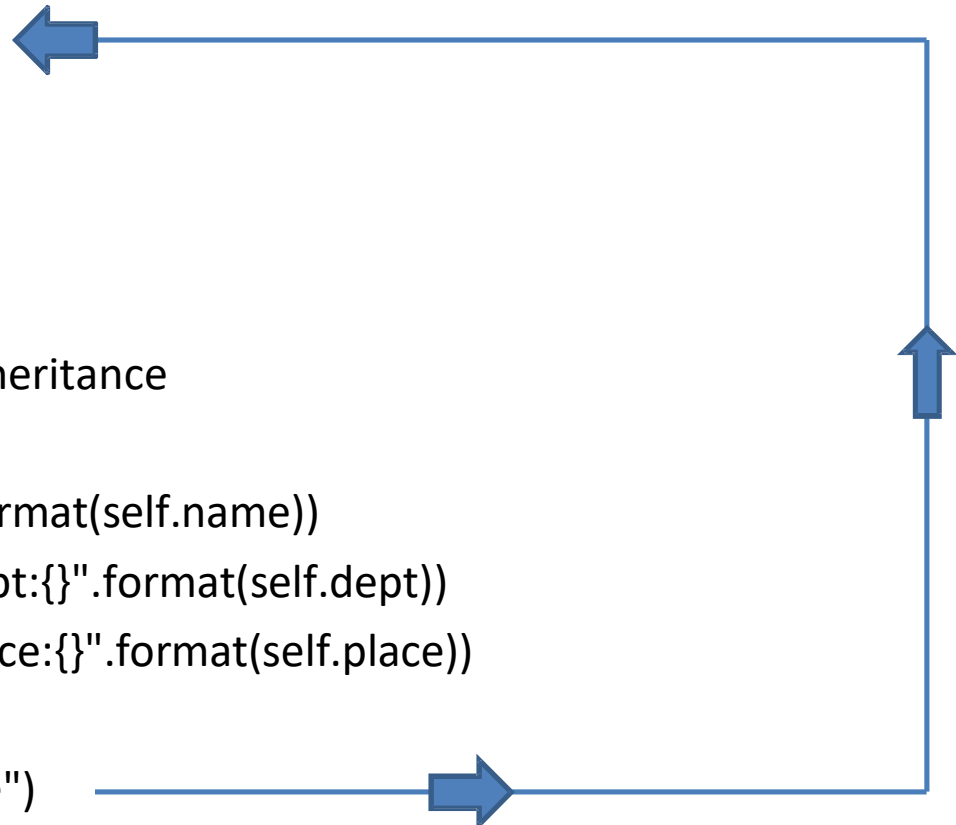 heritance
rmat(self.name))
pt:{}".format(self.dept))
ce:{}".format(self.place))
")